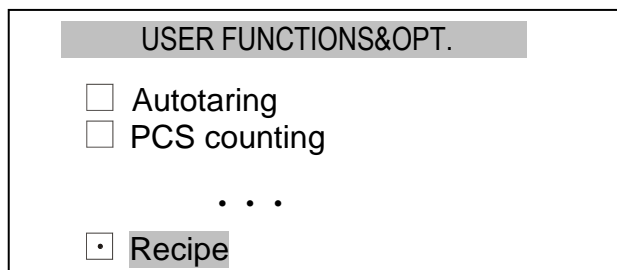 USER FUNCTIONS&OPT.
Autotaring
PCS counting
. . .
Recipe